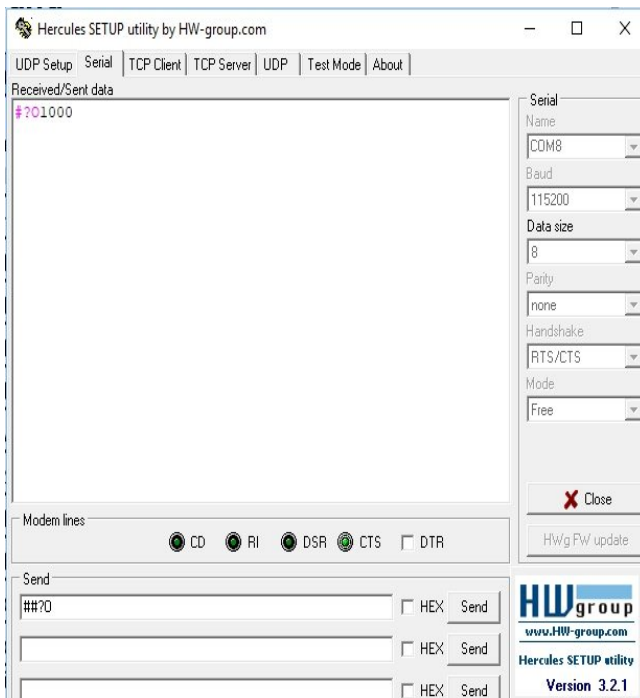 Hercules SETUP utility by HW-group.com
UDP Setup Serial TCP Client TCP Server UDP Test Mode About
Received/Sent data
#?O1000
Serial
Name
COM8
Baud
115200
Data size
8
Parity
none
Handshake
RTS/CTS
Mode
Free
Close
HWg FW update
Modem lines
CD RI DSR CTS DTR
Send
##?O HEX Send
HEX Send
HEX Send
HW group
www.HW-group.com
Hercules SETUP utility
Version 3.2.1